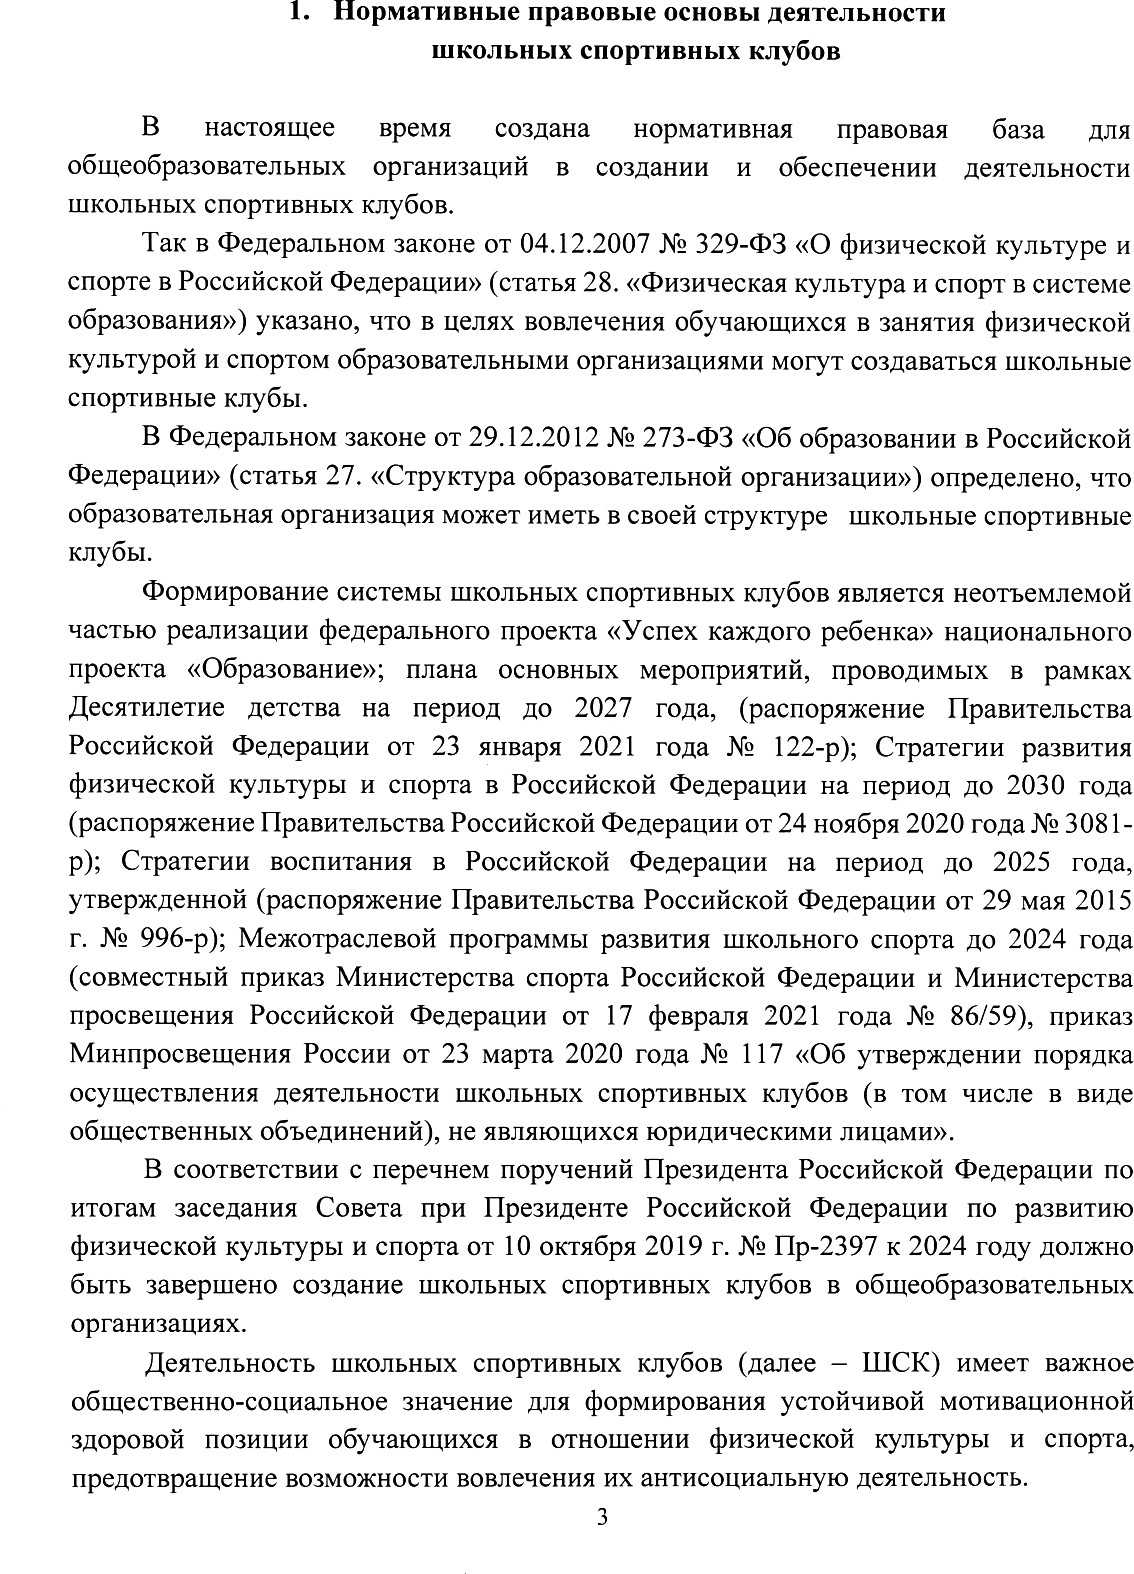 1. Нормативные правовые основы деятельности
школьных спортивных клубов
В настоящее время создана нормативная правовая база для
общеобразовательных организаций в создании и обеспечении деятельности
школьных спортивных клубов.
Так в Федеральном законе от 04.12.2007 № 329-ФЗ «О физической культуре и
спорте в Российской Федерации» (статья 28. «Физическая культура и спорт в системе
образования») указано, что в целях вовлечения обучающихся в занятия физической
культурой и спортом образовательными организациями могут создаваться школьные
спортивные клубы.
В Федеральном законе от 29.12.2012 № 273-ФЗ «Об образовании в Российской
Федерации» (статья 27. «Структура образовательной организации») определено, что
образовательная организация может иметь в своей структуре школьные спортивные
клубы.
Формирование системы школьных спортивных клубов является неотъемлемой
частью реализации федерального проекта «Успех каждого ребенка» национального
проекта «Образование»; плана основных мероприятий, проводимых в рамках
Десятилетие детства на период до 2027 года, (распоряжение Правительства
Российской Федерации от 23 января 2021 года № 122-р); Стратегии развития
физической культуры и спорта в Российской Федерации на период до 2030 года
(распоряжение Правительства Российской Федерации от 24 ноября 2020 года № 3081-
р); Стратегии воспитания в Российской Федерации на период до 2025 года,
утвержденной (распоряжение Правительства Российской Федерации от 29 мая 2015
г. № 996-р); Межотраслевой программы развития школьного спорта до 2024 года
(совместный приказ Министерства спорта Российской Федерации и Министерства
просвещения Российской Федерации от 17 февраля 2021 года № 86/59), приказ
Минпросвещения России от 23 марта 2020 года № 117 «Об утверждении порядка
осуществления деятельности школьных спортивных клубов (в том числе в виде
общественных объединений), не являющихся юридическими лицами».
В соответствии с перечнем поручений Президента Российской Федерации по
итогам заседания Совета при Президенте Российской Федерации по развитию
физической культуры и спорта от 10 октября 2019 г. № Пр-2397 к 2024 году должно
быть завершено создание школьных спортивных клубов в общеобразовательных
организациях.
Деятельность школьных спортивных клубов (далее – ШСК) имеет важное
общественно-социальное значение для формирования устойчивой мотивационной
здоровой позиции обучающихся в отношении физической культуры и спорта,
предотвращение возможности вовлечения их антисоциальную деятельность.
3